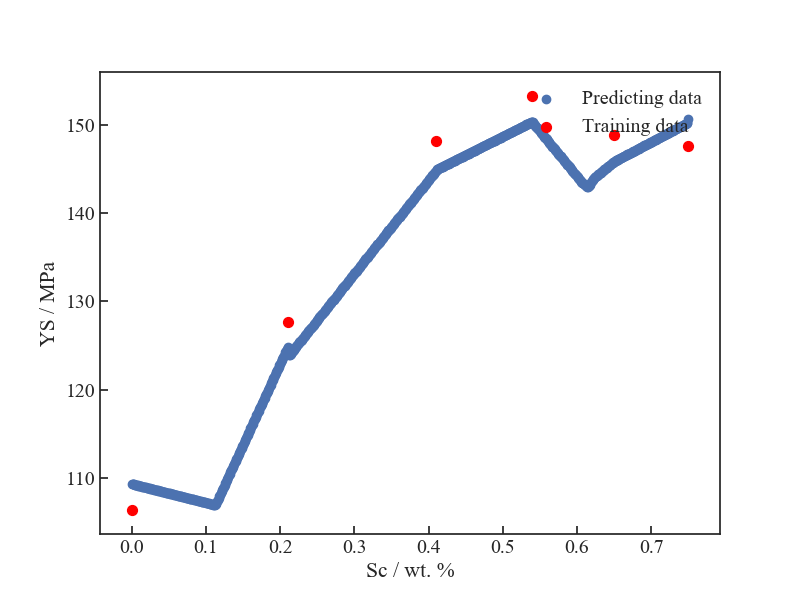 Predicting data
Training data
150
140
130
120
110
YS / MPa
0.0 0.1 0.2 0.3 0.4 0.5 0.6 0.7
Sc / wt. %